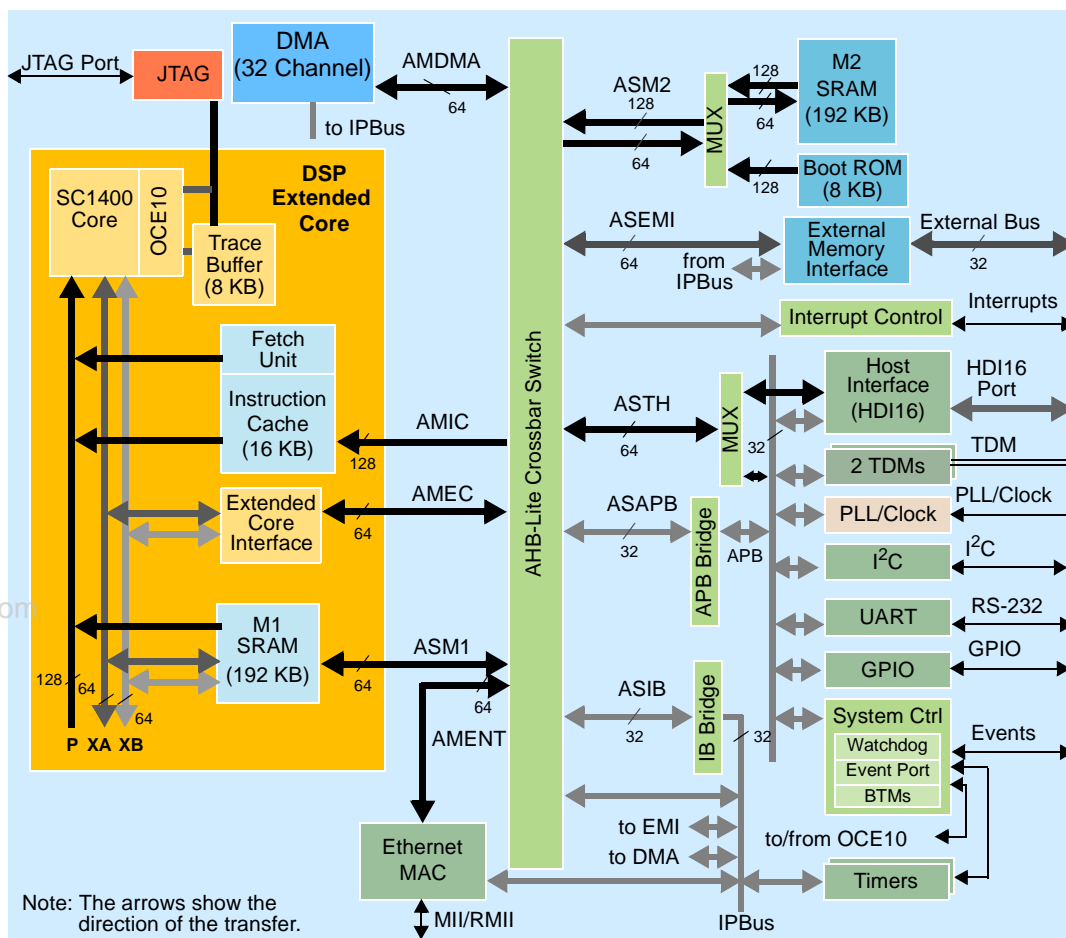 JTAG Port
JTAG
DMA
(32 Channel)
to IPBus
AMDMA
64
DSP
Extended
Core
SC1400
Core
OCE10
Trace
Buffer
(8 KB)
Fetch
Unit
Instruction
Cache
(16 KB)
AMIC
128
Extended
Core
Interface
AMEC
64
M1
SRAM
(192 KB)
ASM1
64
128
64
64
P
XA
XB
AMENT
64
Ethernet
MAC
MII/RMII
Note: The arrows show the
direction of the transfer.
om
AHB-Lite Crossbar Switch
ASM2
128
64
MUX
128
64
128
M2
SRAM
(192 KB)
Boot ROM
(8 KB)
ASEMI
64
from
IPBus
External
Memory
Interface
External Bus
32
Interrupt Control
Interrupts
ASTH
64
MUX
32
Host
Interface
(HDI16)
HDI16
Port
2 TDMs
TDM
ASAPB
32
APB Bridge
APB
PLL/Clock
PLL/Clock
I²C
I²C
UART
RS-232
GPIO
GPIO
ASIB
32
IB Bridge
32
System Ctrl
Watchdog
Event Port
BTMs
Events
to EMI
to DMA
to/from OCE10
Timers
IPBus